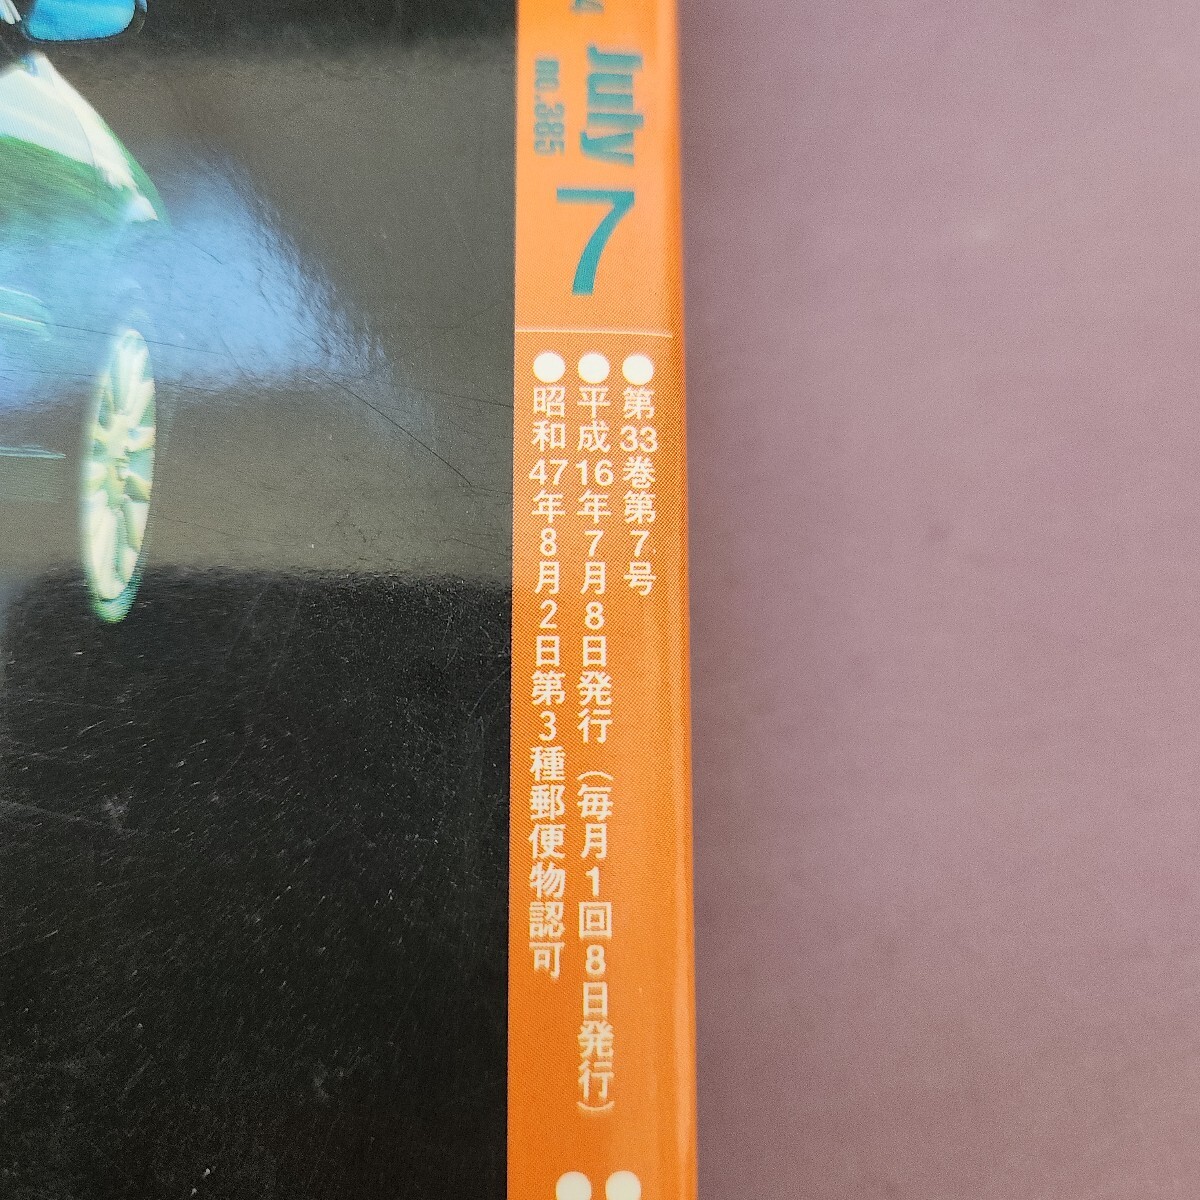 4 July 7
no.385
●第33巻第7号
●平成16年7月8日発行（毎月1回8日発行）
●昭和47年8月2日第3種郵便物認可